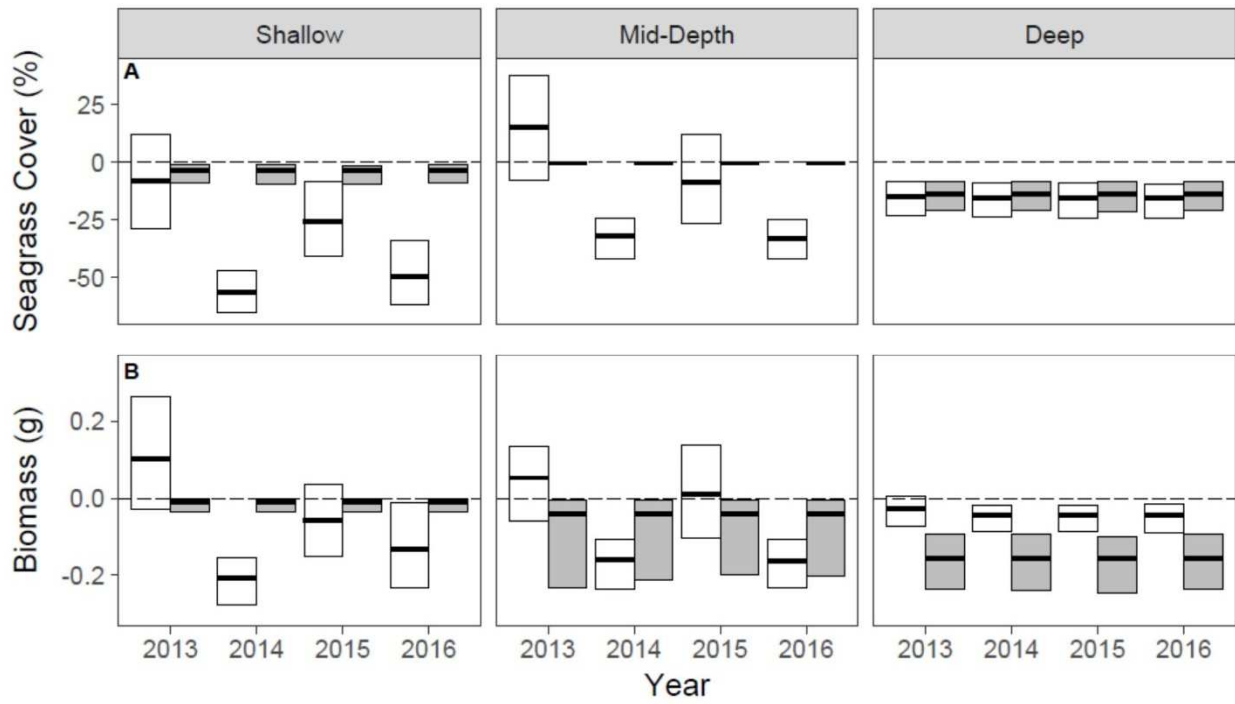 Shallow Mid-Depth Deep
Seagrass Cover (%)
A
25
0
-25
-50
Biomass (g)
B
0.2
0.0
-0.2
2013 2014 2015 2016 2013 2014 2015 2016 2013 2014 2015 2016
Year